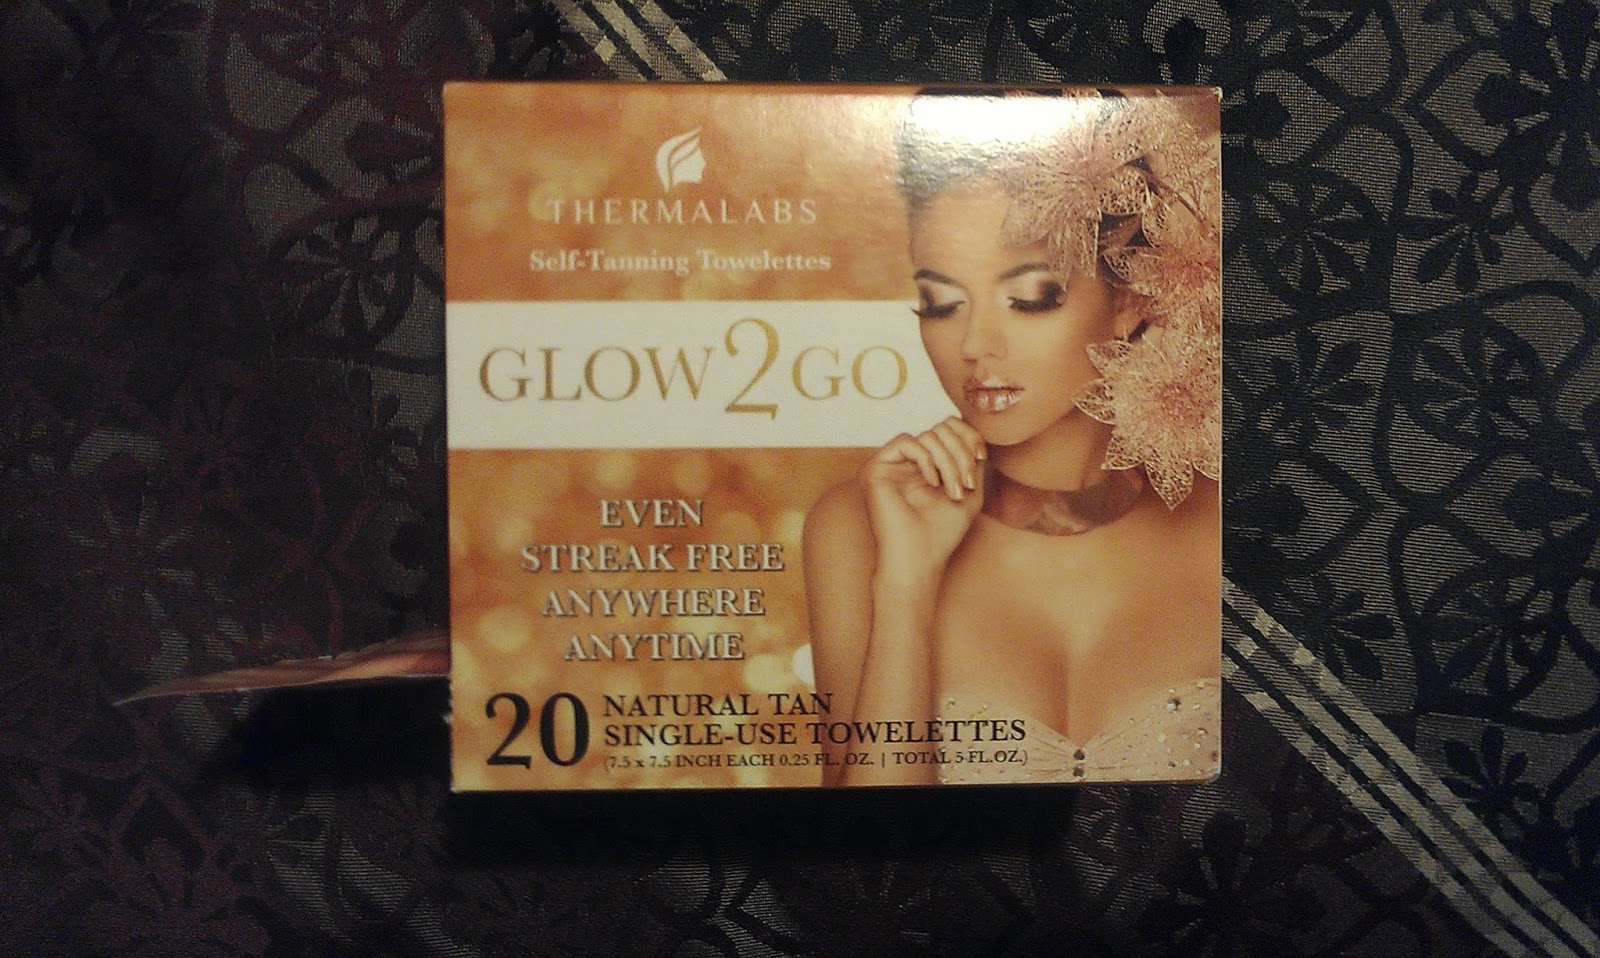 THERMALABS
Self-Tanning Towelettes
GLOW2GO
EVEN
STREAK FREE
ANYWHERE
ANYTIME
20 NATURAL TAN
SINGLE-USE TOWELETTES
(7.5 x 7.5 INCH EACH 0.25 FL. OZ. | TOTAL 5 FL.OZ.)